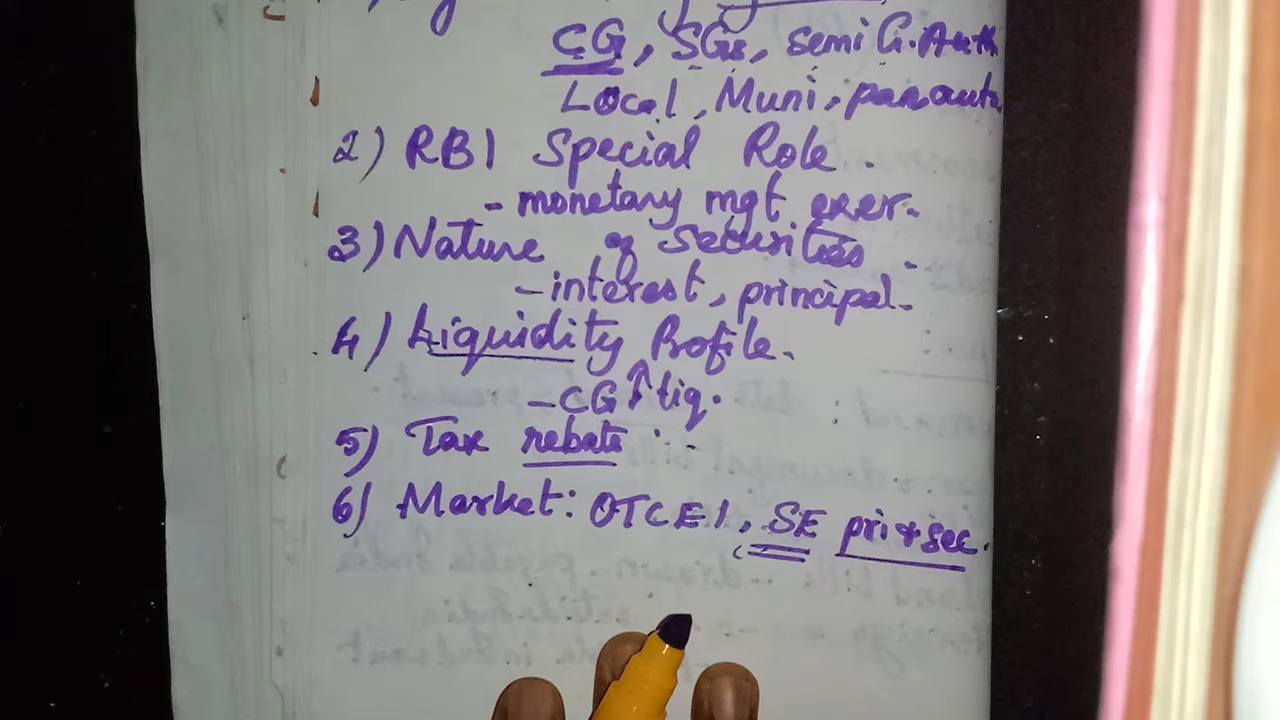 CG, SGs, Semi G. Auth
Local, Muni, panauta
2) RBI Special Role.
- monetary mgt exer.
3) Nature of Securities
- interest, principal.
4) Liquidity Profile.
- CG↑ liq.
5) Tax rebate
6) Market: OTCEI, SE pri & sec.